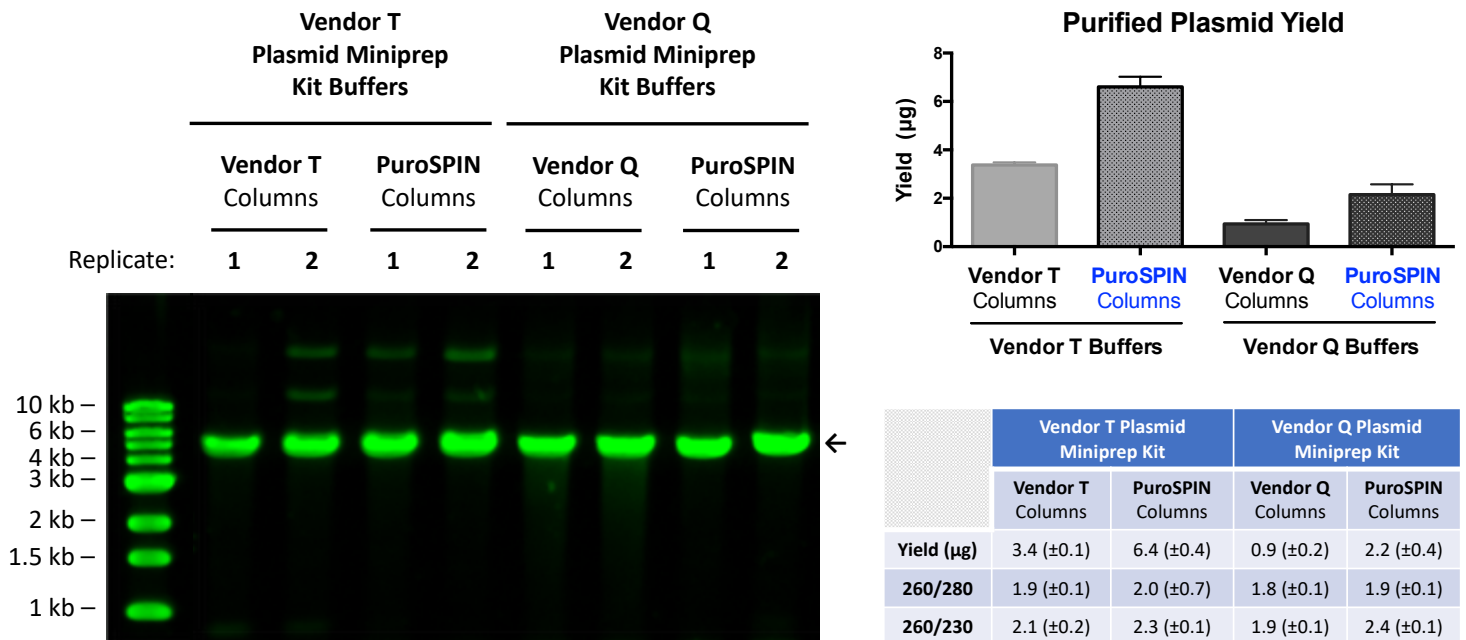 Vendor T
Plasmid Miniprep
Kit Buffers
Vendor Q
Plasmid Miniprep
Kit Buffers
Vendor T
Columns
PuroSPIN
Columns
Vendor Q
Columns
PuroSPIN
Columns
Replicate: 1 2 1 2 1 2 1 2
10 kb –
6 kb –
4 kb –
3 kb –
2 kb –
1.5 kb –
1 kb –
←
Purified Plasmid Yield
Yield (µg)
8
6
4
2
0
Vendor T
Columns
PuroSPIN
Columns
Vendor Q
Columns
PuroSPIN
Columns
Vendor T Buffers
Vendor Q Buffers
Vendor T Plasmid
Miniprep Kit
Vendor Q Plasmid
Miniprep Kit
Vendor T
Columns
PuroSPIN
Columns
Vendor Q
Columns
PuroSPIN
Columns
Yield (µg) 3.4 (±0.1) 6.4 (±0.4) 0.9 (±0.2) 2.2 (±0.4)
260/280 1.9 (±0.1) 2.0 (±0.7) 1.8 (±0.1) 1.9 (±0.1)
260/230 2.1 (±0.2) 2.3 (±0.1) 1.9 (±0.1) 2.4 (±0.1)